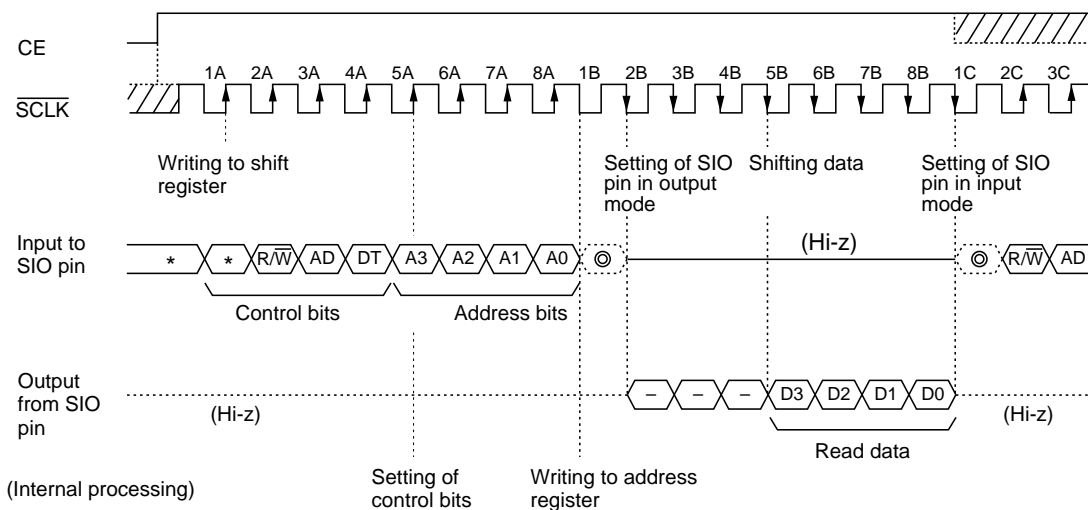 CE
1A 2A 3A 4A 5A 6A 7A 8A 1B 2B 3B 4B 5B 6B 7B 8B 1C 2C 3C
SCLK
Writing to shift
register
Setting of SIO
pin in output
mode
Shifting data
Setting of SIO
pin in input
mode
Input to
SIO pin
* * R/W AD DT A3 A2 A1 A0 ◎ (Hi-z) ◎ R/W AD
Control bits
Address bits
Output
from SIO
pin
(Hi-z)
– – – D3 D2 D1 D0
(Hi-z)
Read data
(Internal processing)
Setting of
control bits
Writing to address
register